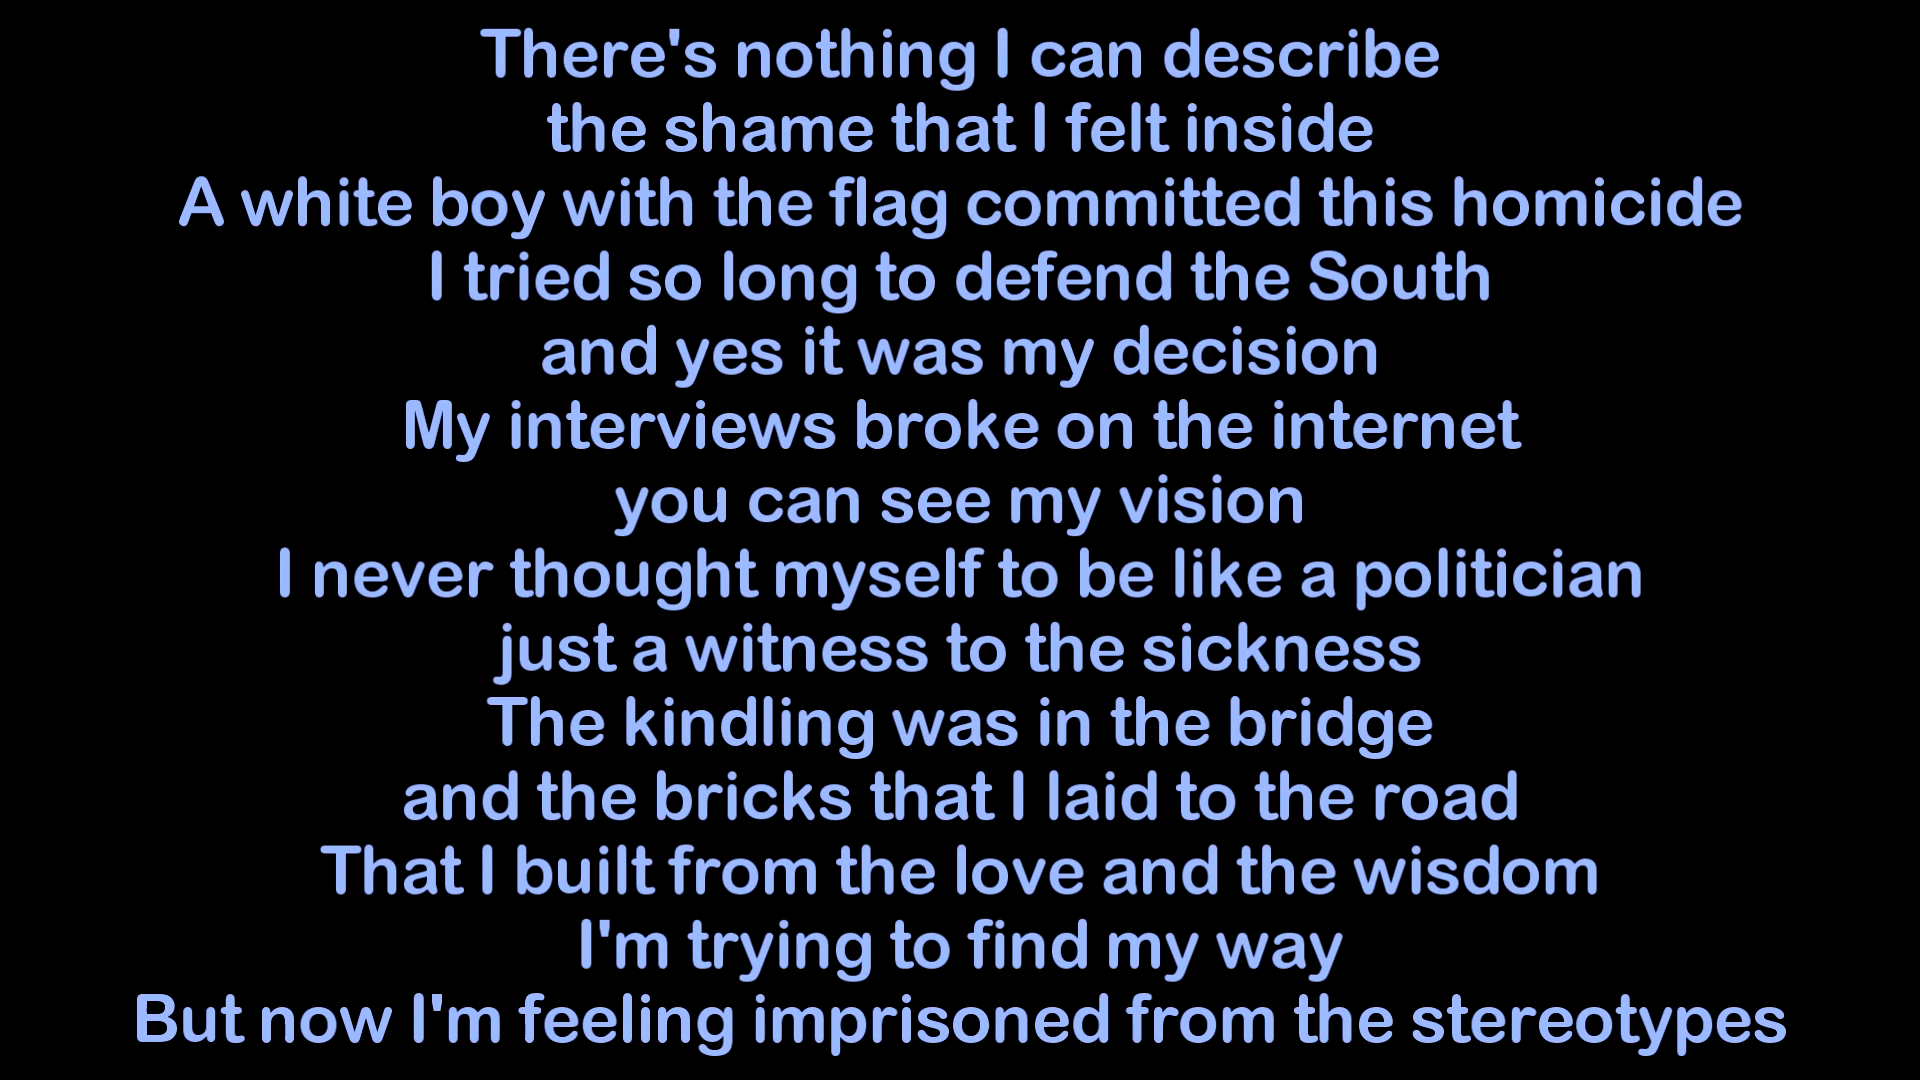 There's nothing I can describe
the shame that I felt inside
A white boy with the flag committed this homicide
I tried so long to defend the South
and yes it was my decision
My interviews broke on the internet
you can see my vision
I never thought myself to be like a politician
just a witness to the sickness
The kindling was in the bridge
and the bricks that I laid to the road
That I built from the love and the wisdom
I'm trying to find my way
But now I'm feeling imprisoned from the stereotypes